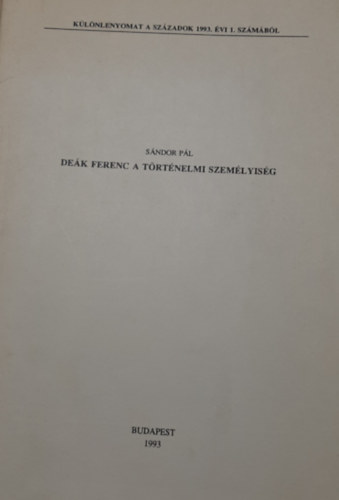 KÜLÖNLENYOMAT A SZÁZADOK 1993. ÉVI 1. SZÁMÁBÓL
SÁNDOR PÁL
DEÁK FERENC A TÖRTÉNELMI SZEMÉLYISÉG
BUDAPEST
1993